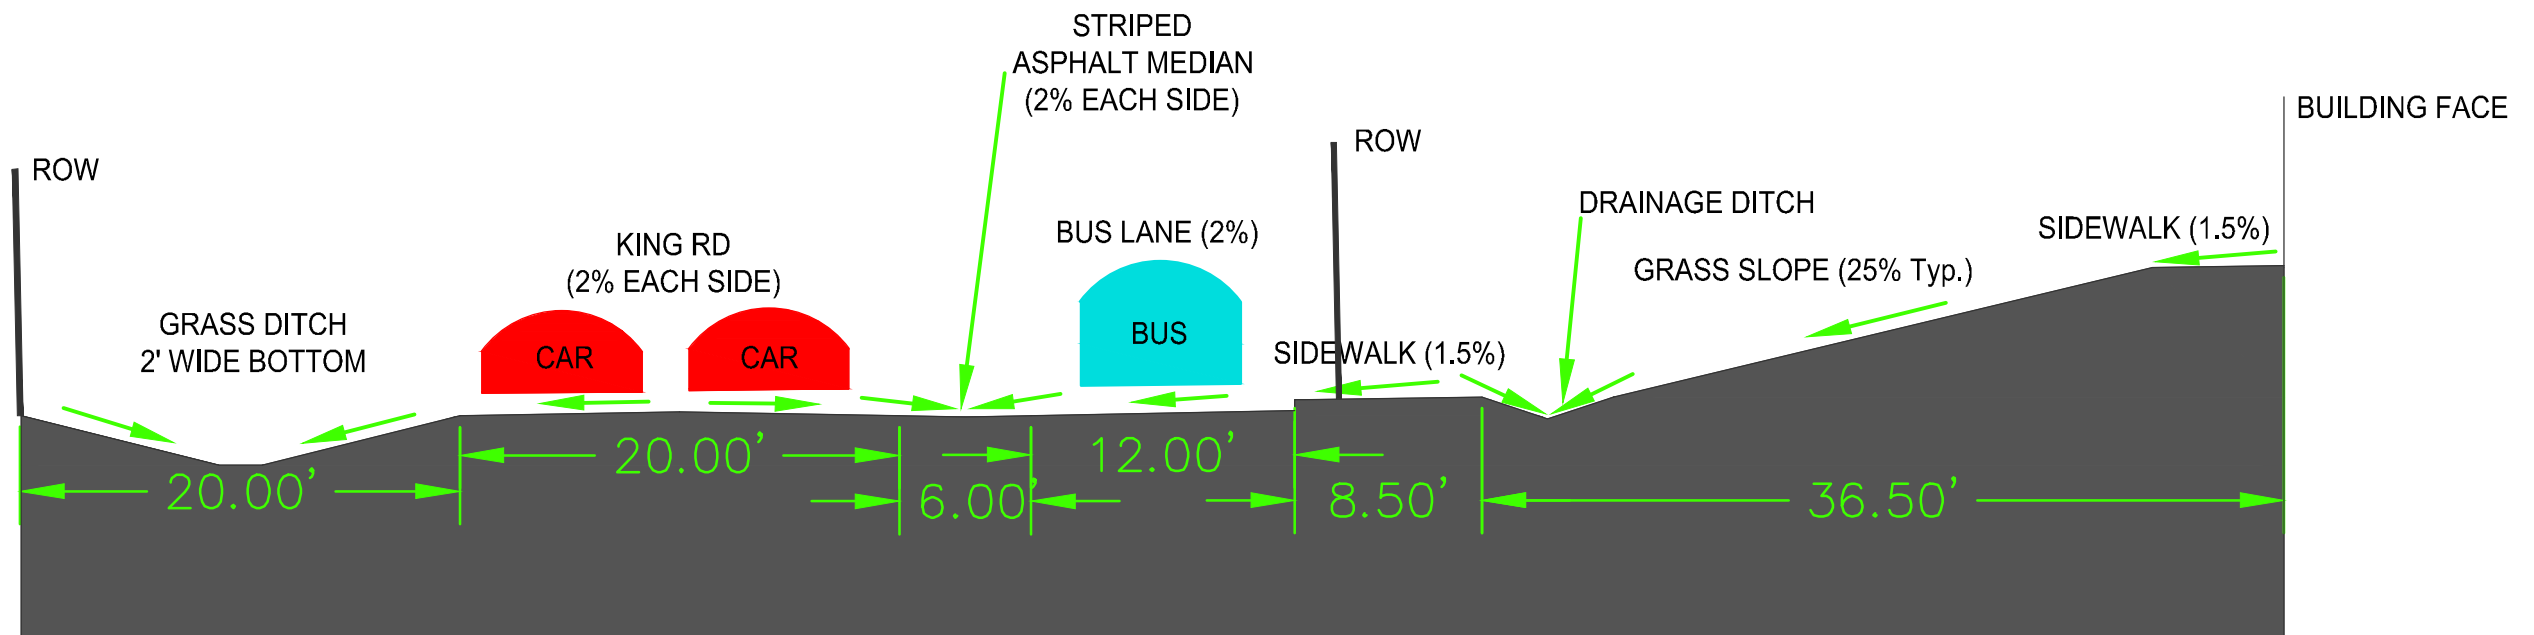 STRIPED
ASPHALT MEDIAN
(2% EACH SIDE)
BUILDING FACE
ROW
ROW
DRAINAGE DITCH
SIDEWALK (1.5%)
BUS LANE (2%)
KING RD
(2% EACH SIDE)
GRASS SLOPE (25% Typ.)
GRASS DITCH
2' WIDE BOTTOM
CAR
CAR
BUS
SIDEWALK (1.5%)
20.00'
20.00'
6.00'
12.00'
8.50'
36.50'